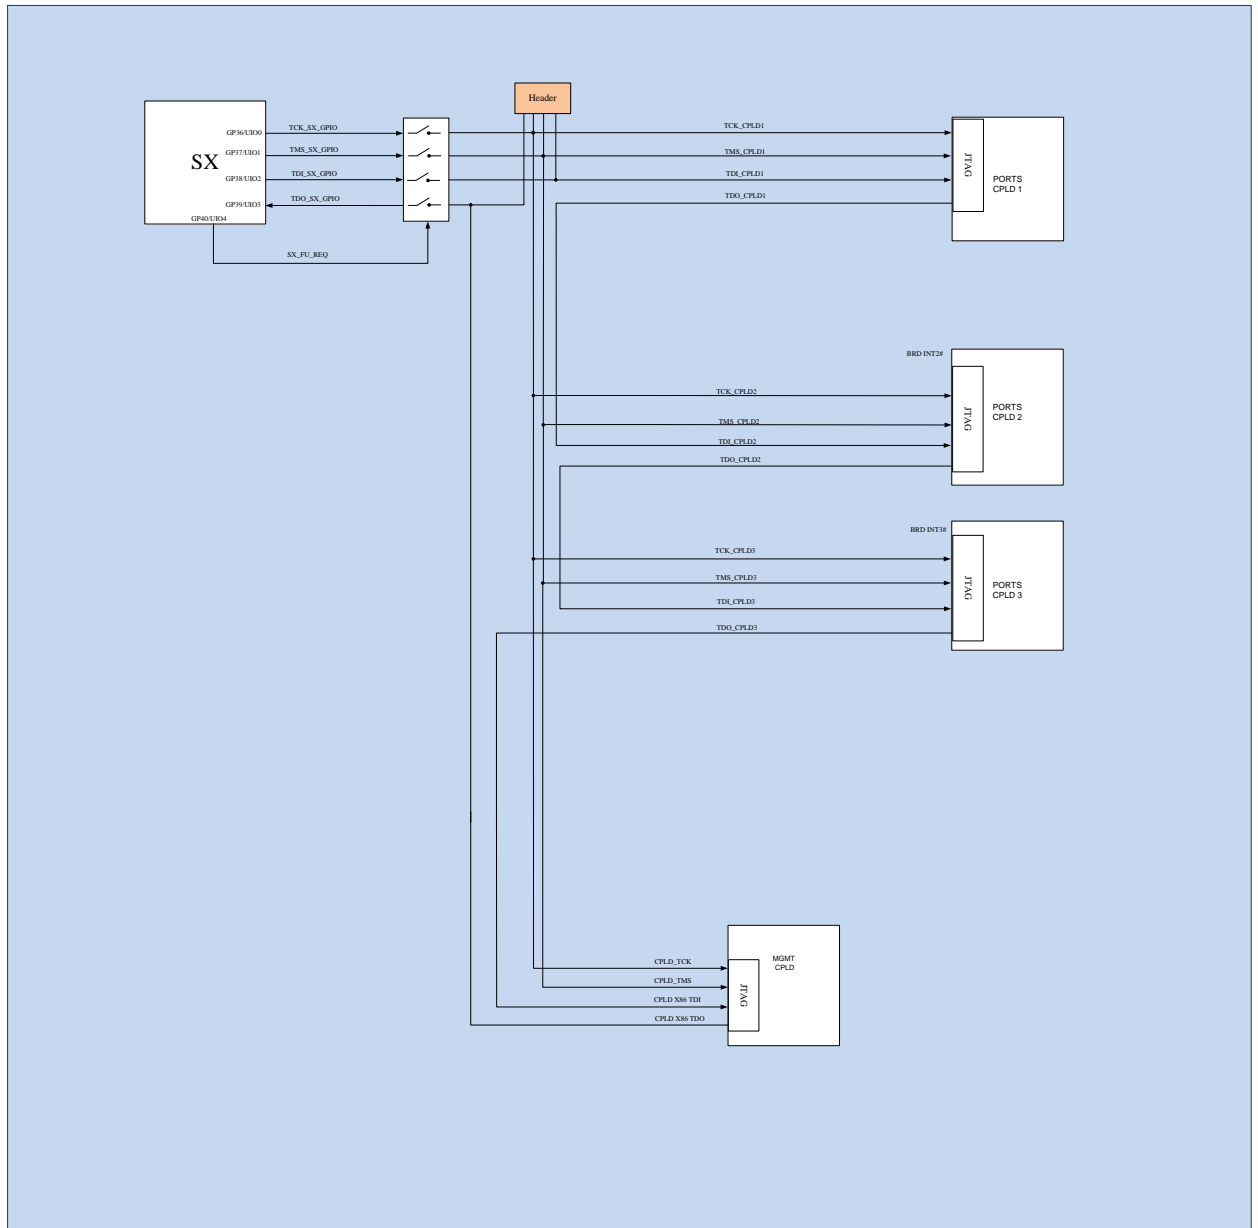 Header
SX
GP36/UIO0
GP37/UIO1
GP38/UIO2
GP39/UIO3
GP40/UIO4
TCK_SX_GPIO
TMS_SX_GPIO
TDI_SX_GPIO
TDO_SX_GPIO
SX_FU_REQ
TCK_CPLD1
TMS_CPLD1
TDI_CPLD1
TDO_CPLD1
JTAG
PORTS
CPLD 1
BRD INT2#
TCK_CPLD2
TMS_CPLD2
TDI_CPLD2
TDO_CPLD2
JTAG
PORTS
CPLD 2
BRD INT3#
TCK_CPLD3
TMS_CPLD3
TDI_CPLD3
TDO_CPLD3
JTAG
PORTS
CPLD 3
CPLD_TCK
CPLD_TMS
CPLD X86 TDI
CPLD X86 TDO
JTAG
MGMT
CPLD